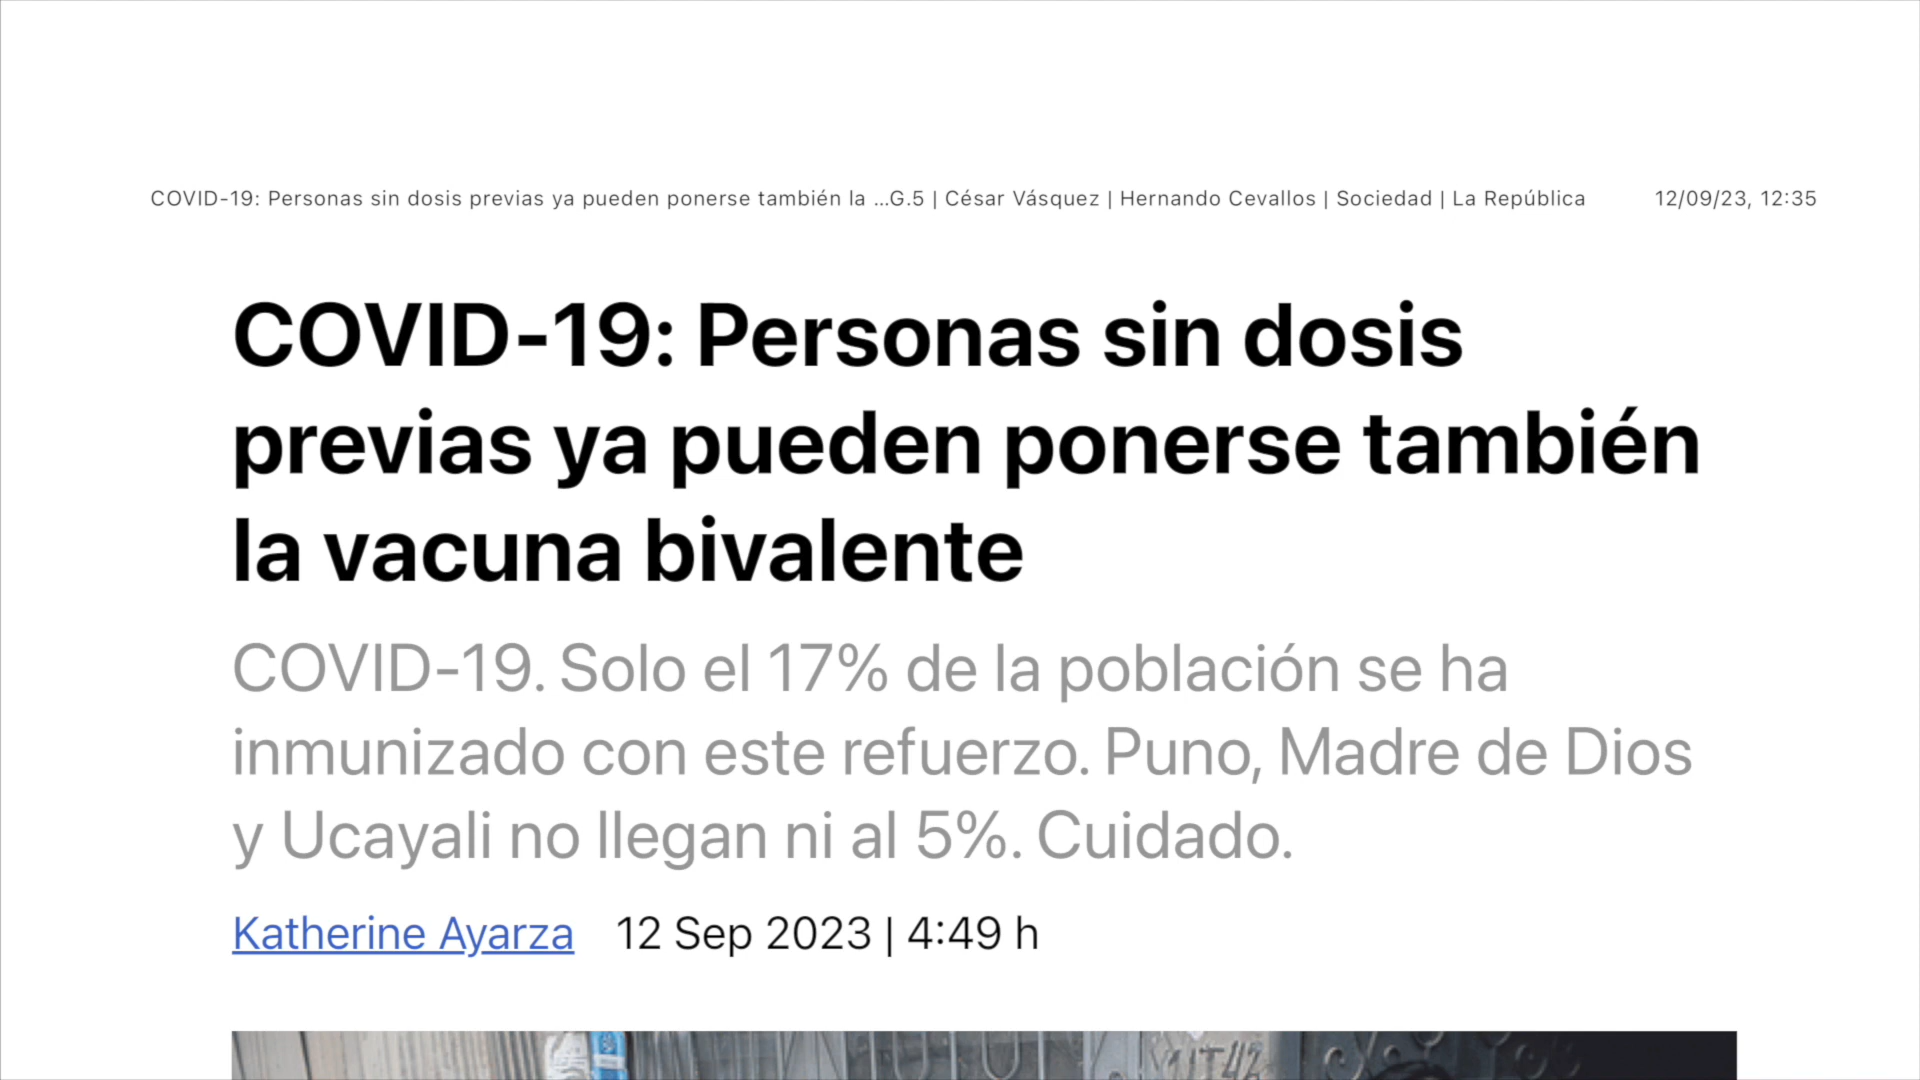 COVID-19: Personas sin dosis previas ya pueden ponerse también la ...G.5 | César Vásquez | Hernando Cevallos | Sociedad | La República 12/09/23, 12:35
COVID-19: Personas sin dosis
previas ya pueden ponerse también
la vacuna bivalente
COVID-19. Solo el 17% de la población se ha
inmunizado con este refuerzo. Puno, Madre de Dios
y Ucayali no llegan ni al 5%. Cuidado.
Katherine Ayarza 12 Sep 2023 | 4:49 h